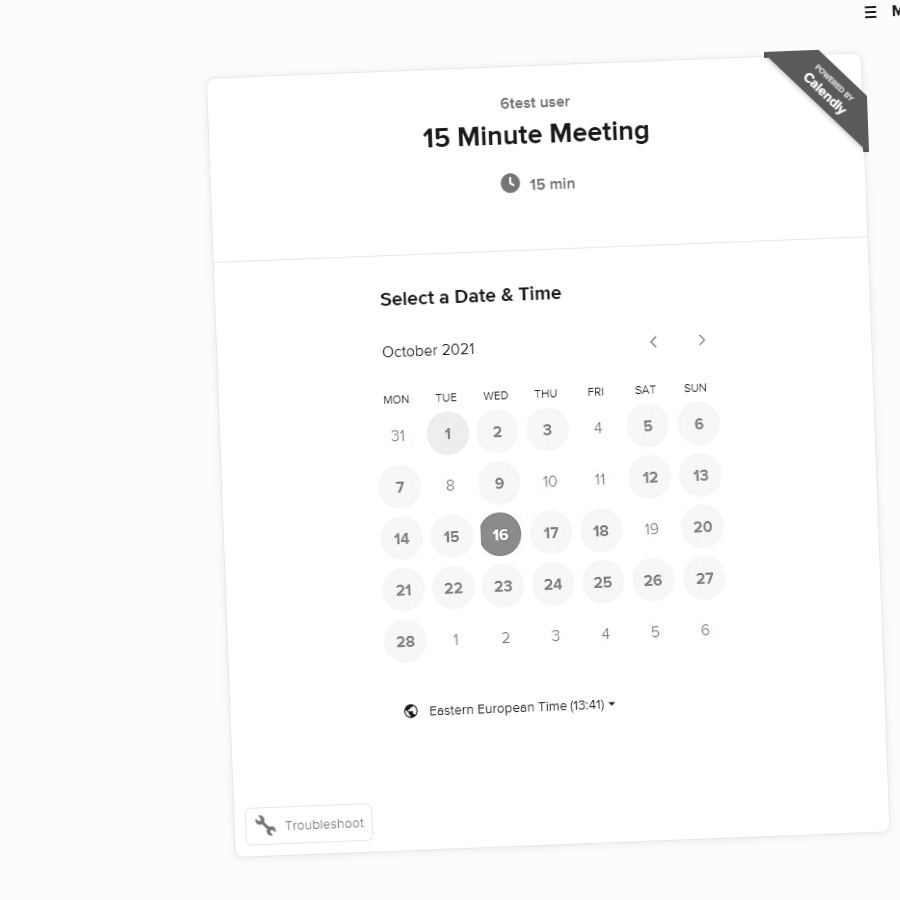 POWERED BY
Calendly
6test user
15 Minute Meeting
15 min
Select a Date & Time
October 2021
MON TUE WED THU FRI SAT SUN
31 1 2 3 4 5 6
7 8 9 10 11 12 13
14 15 16 17 18 19 20
21 22 23 24 25 26 27
28 1 2 3 4 5 6
Eastern European Time (13:41)
Troubleshoot